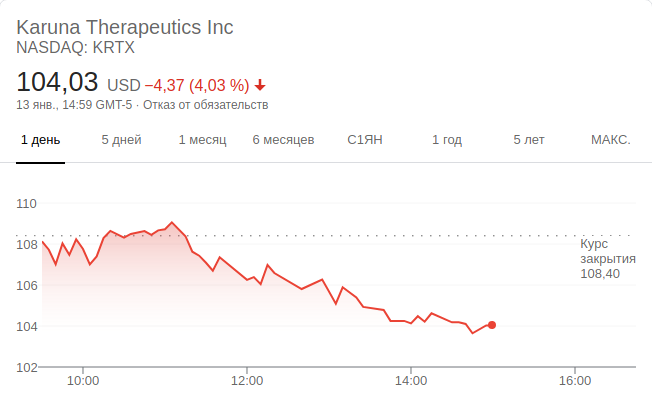 Karuna Therapeutics Inc
NASDAQ: KRTX
104,03 USD −4,37 (4,03 %)
13 янв., 14:59 GMT-5 · Отказ от обязательств
1 день 5 дней 1 месяц 6 месяцев С1ЯН 1 год 5 лет МАКС.
110
108
106
104
102
Курс
закрытия
108,40
10:00 12:00 14:00 16:00